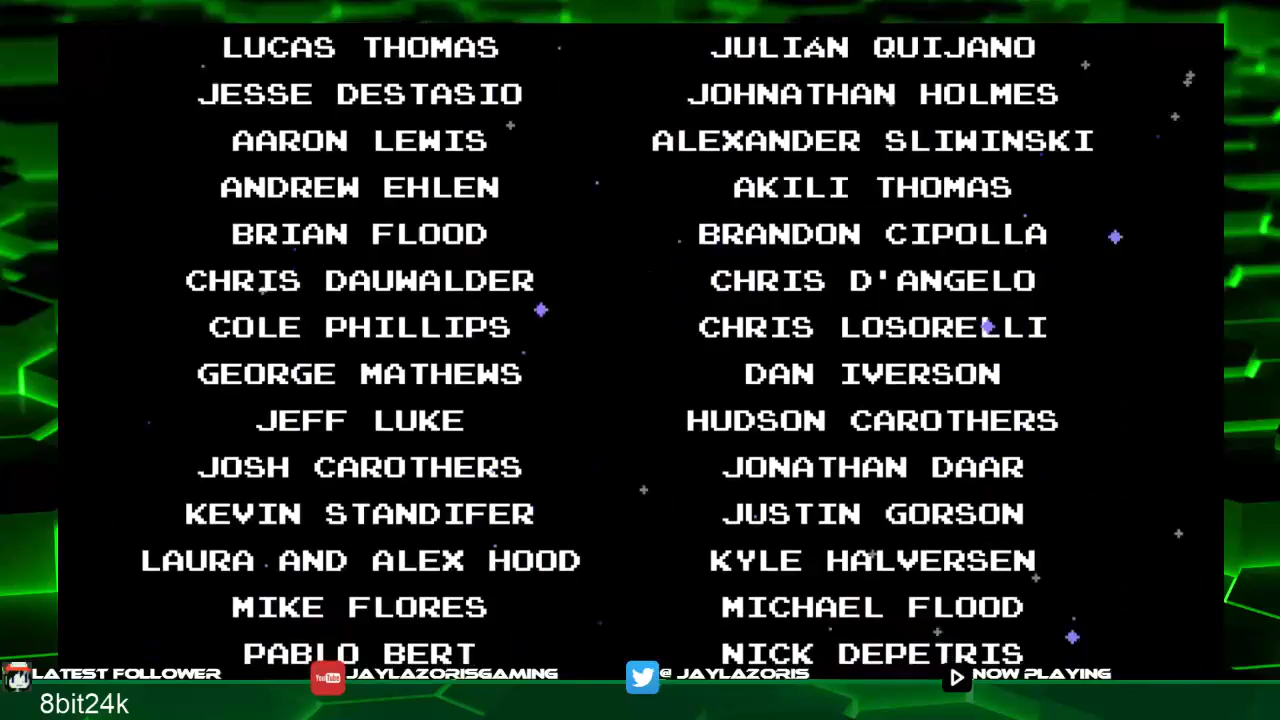 LUCAS THOMAS JULIáN QUIJANO
JESSE DESTASIO JOHNATHAN HOLMES
AARON LEWIS ALEXANDER SLIWINSKI
ANDREW EHLEN AKILI THOMAS
BRIAN FLOOD BRANDON CIPOLLA
CHRIS DAUWALDER CHRIS D'ANGELO
COLE PHILLIPS CHRIS LOSORELLI
GEORGE MATHEWS DAN IVERSON
JEFF LUKE HUDSON CAROTHERS
JOSH CAROTHERS JONATHAN DAAR
KEVIN STANDIFER JUSTIN GORSON
LAURA AND ALEX HOOD KYLE HALVERSEN
MIKE FLORES MICHAEL FLOOD
PABLO BERT NICK DEPETRIS
LATEST FOLLOWER YouTube JAYLAZORISGAMING @ JAYLAZORIS NOW PLAYING
8bit24k